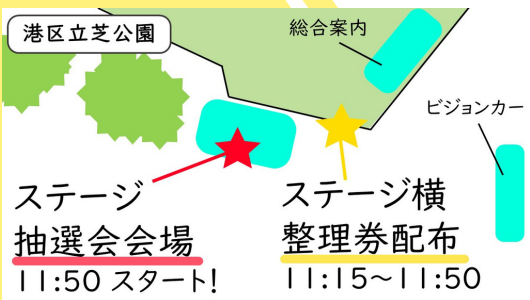 港区立芝公園
総合案内
ビジョンカー
ステージ
抽選会会場
11:50 スタート!
ステージ横
整理券配布
11:15~11:50